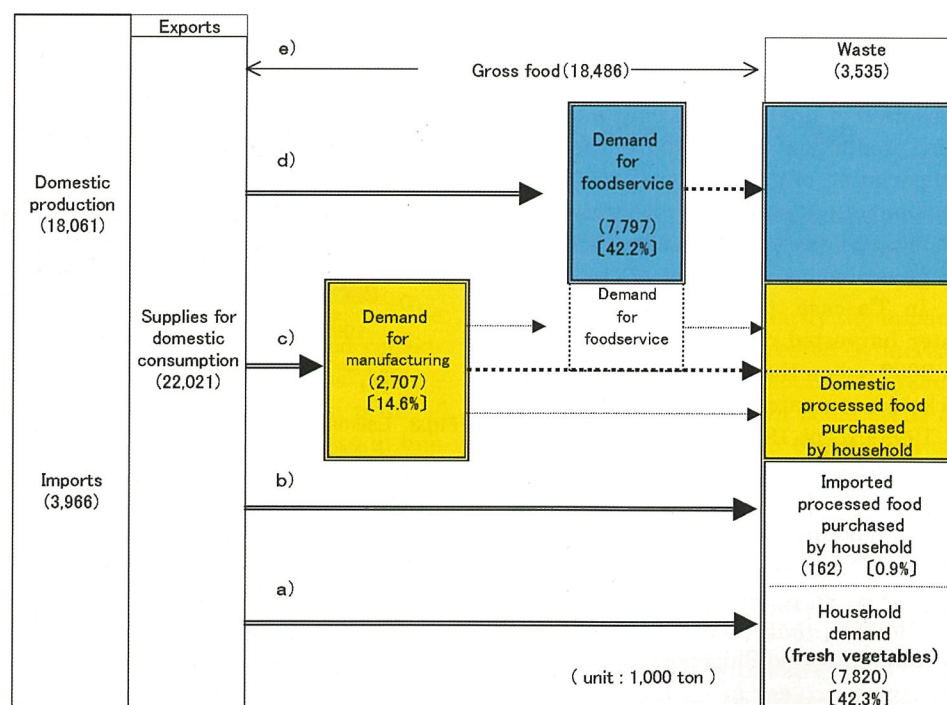 Exports
e)
Gross food(18,486)
Waste
(3,535)
d)
Demand
for
foodservice
(7,797)
[42.2%]
Domestic
production
(18,061)
Supplies for
domestic
consumption
(22,021)
c)
Demand
for
manufacturing
(2,707)
[14.6%]
Demand
for
foodservice
Domestic
processed food
purchased
by household
Imports
(3,966)
b)
Imported
processed food
purchased
by household
(162) [0.9%]
a)
Household
demand
(fresh vegetables)
(7,820)
[42.3%]
( unit : 1,000 ton )